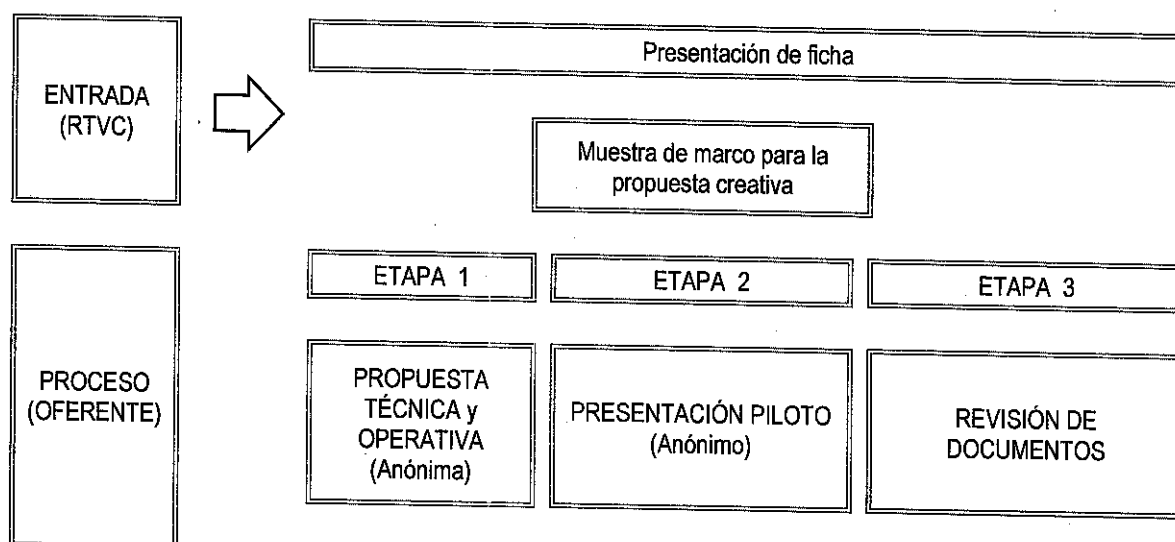 ENTRADA
(RTVC)
Presentación de ficha
Muestra de marco para la
propuesta creativa
PROCESO
(OFERENTE)
ETAPA 1
ETAPA 2
ETAPA 3
PROPUESTA
TÉCNICA y
OPERATIVA
(Anónima)
PRESENTACIÓN PILOTO
(Anónimo)
REVISIÓN DE
DOCUMENTOS